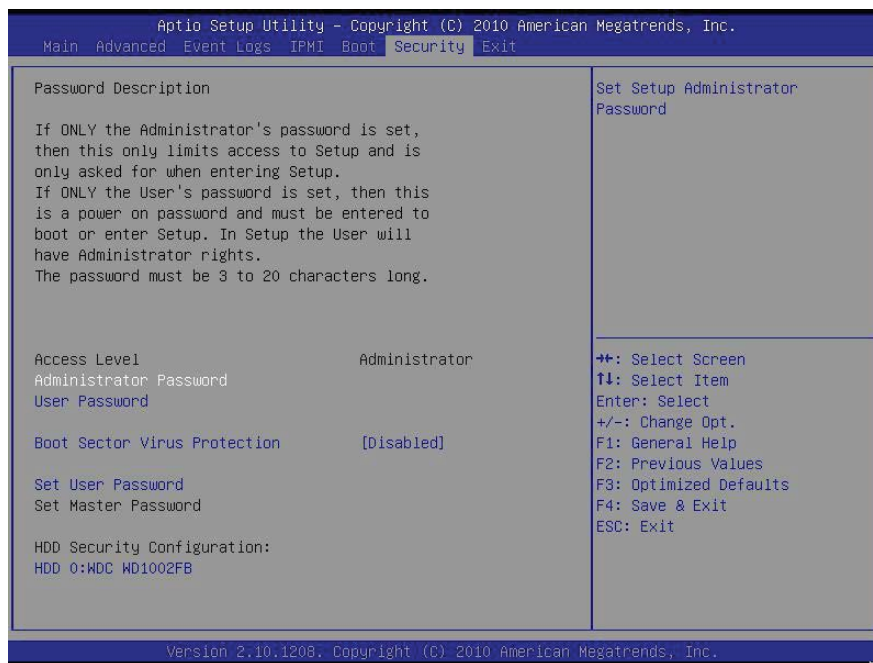 Aptio Setup Utility – Copyright (C) 2010 American Megatrends, Inc.
Main Advanced Event Logs IPMI Boot Security Exit
Password Description
If ONLY the Administrator's password is set,
then this only limits access to Setup and is
only asked for when entering Setup.
If ONLY the User's password is set, then this
is a power on password and must be entered to
boot or enter Setup. In Setup the User will
have Administrator rights.
The password must be 3 to 20 characters long.
Access Level Administrator
Administrator Password
User Password
Boot Sector Virus Protection [Disabled]
Set User Password
Set Master Password
HDD Security Configuration:
HDD 0:WDC WD1002FB
Set Setup Administrator
Password
→←: Select Screen
↑↓: Select Item
Enter: Select
+/-: Change Opt.
F1: General Help
F2: Previous Values
F3: Optimized Defaults
F4: Save & Exit
ESC: Exit
Version 2.10.1208. Copyright (C) 2010 American Megatrends, Inc.